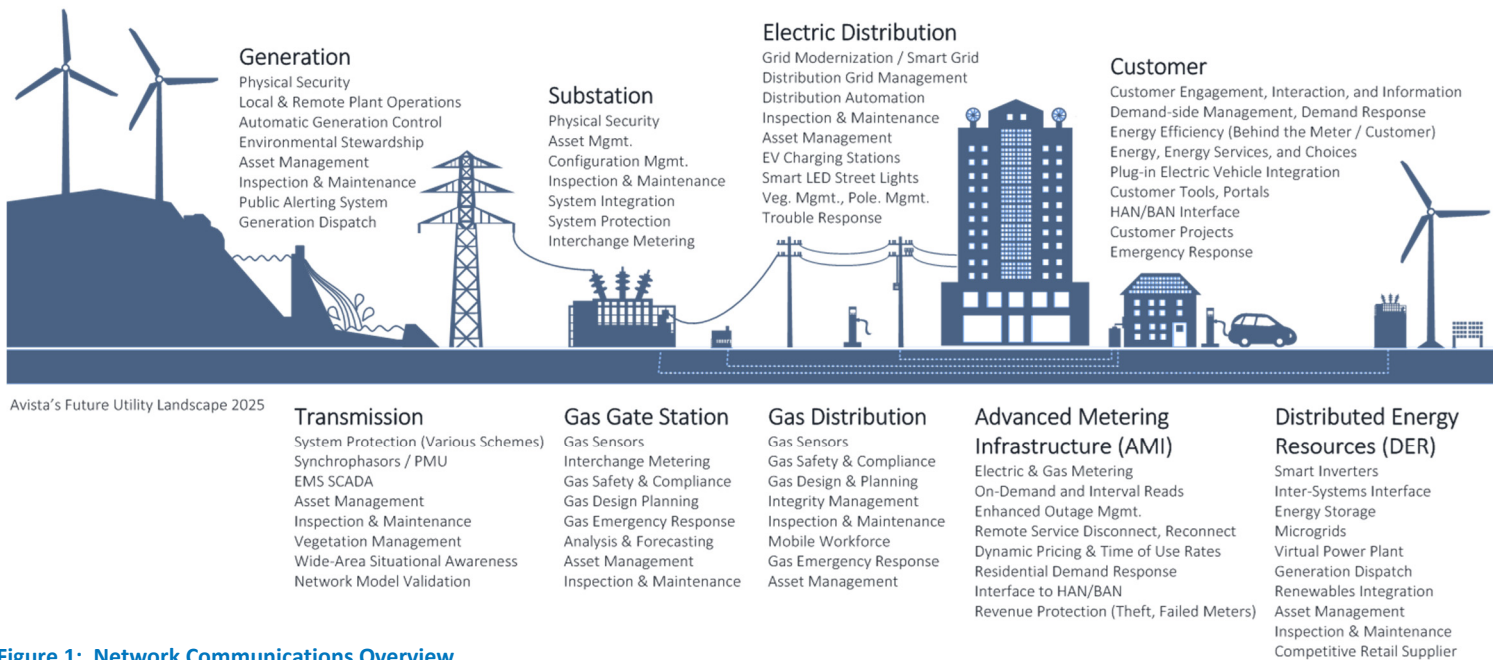 Generation
Physical Security
Local & Remote Plant Operations
Automatic Generation Control
Environmental Stewardship
Asset Management
Inspection & Maintenance
Public Alerting System
Generation Dispatch
Substation
Physical Security
Asset Mgmt.
Configuration Mgmt.
Inspection & Maintenance
System Integration
System Protection
Interchange Metering
Electric Distribution
Grid Modernization / Smart Grid
Distribution Grid Management
Distribution Automation
Inspection & Maintenance
Asset Management
EV Charging Stations
Smart LED Street Lights
Veg. Mgmt., Pole. Mgmt.
Trouble Response
Customer
Customer Engagement, Interaction, and Information
Demand-side Management, Demand Response
Energy Efficiency (Behind the Meter / Customer)
Energy, Energy Services, and Choices
Plug-in Electric Vehicle Integration
Customer Tools, Portals
HAN/BAN Interface
Customer Projects
Emergency Response
Avista's Future Utility Landscape 2025
Transmission
System Protection (Various Schemes)
Synchrophasors / PMU
EMS SCADA
Asset Management
Inspection & Maintenance
Vegetation Management
Wide-Area Situational Awareness
Network Model Validation
Gas Gate Station
Gas Sensors
Interchange Metering
Gas Safety & Compliance
Gas Design Planning
Gas Emergency Response
Analysis & Forecasting
Asset Management
Inspection & Maintenance
Gas Distribution
Gas Sensors
Gas Safety & Compliance
Gas Design & Planning
Integrity Management
Inspection & Maintenance
Mobile Workforce
Gas Emergency Response
Asset Management
Advanced Metering
Infrastructure (AMI)
Electric & Gas Metering
On-Demand and Interval Reads
Enhanced Outage Mgmt.
Remote Service Disconnect, Reconnect
Dynamic Pricing & Time of Use Rates
Residential Demand Response
Interface to HAN/BAN
Revenue Protection (Theft, Failed Meters)
Distributed Energy
Resources (DER)
Smart Inverters
Inter-Systems Interface
Energy Storage
Microgrids
Virtual Power Plant
Generation Dispatch
Renewables Integration
Asset Management
Inspection & Maintenance
Competitive Retail Supplier
Figure 1: Network Communications Overview